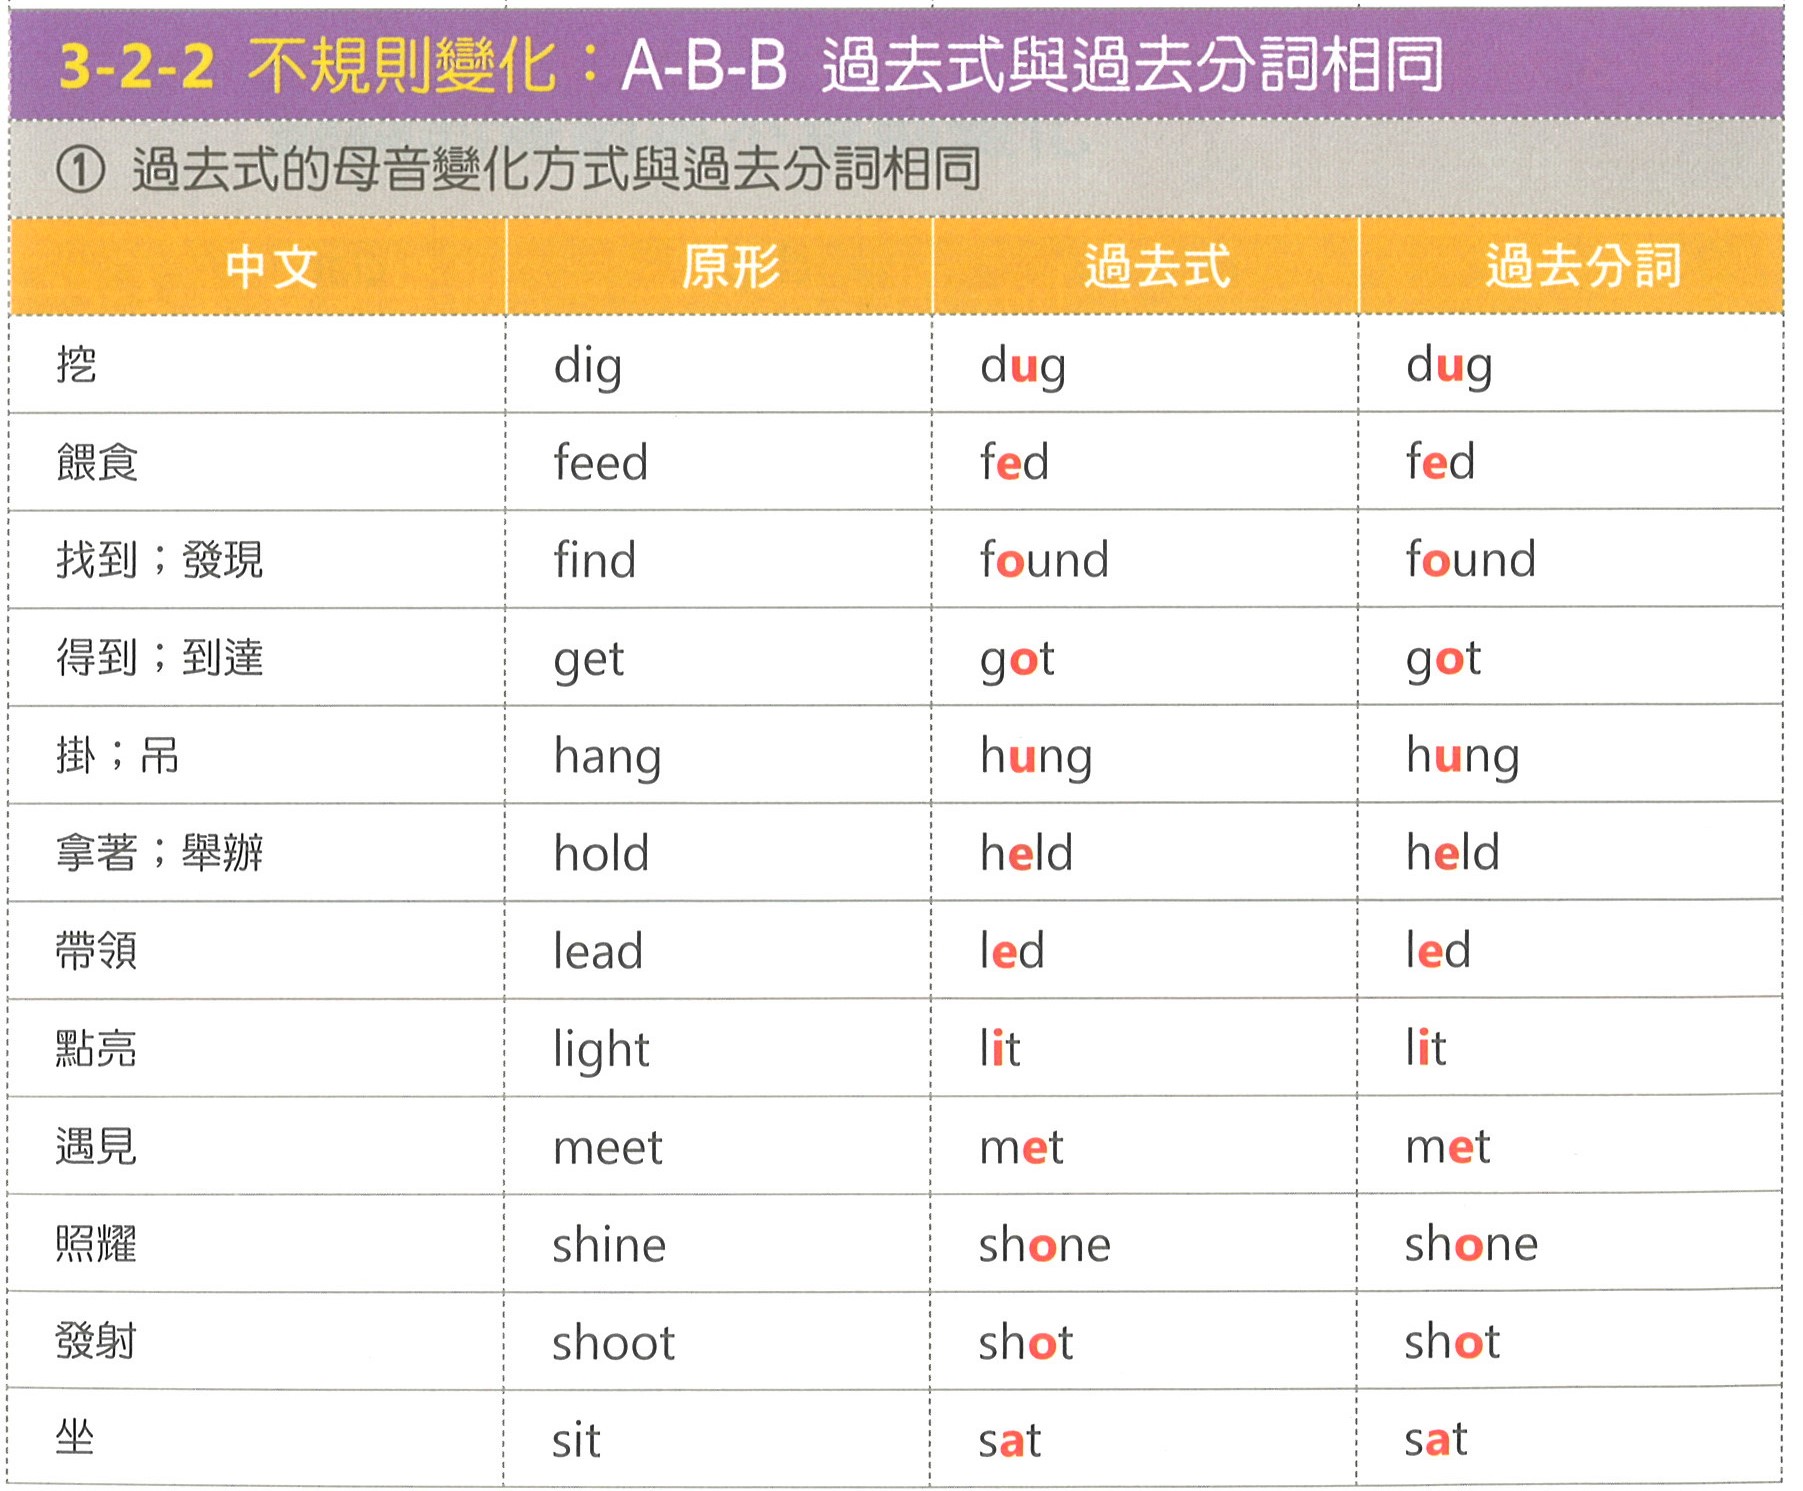 3-2-2 不規則變化：A-B-B 過去式與過去分詞相同
① 過去式的母音變化方式與過去分詞相同
中文 原形 過去式 過去分詞
挖 dig dug dug
餵食 feed fed fed
找到；發現 find found found
得到；到達 get got got
掛；吊 hang hung hung
拿著；舉辦 hold held held
帶領 lead led led
點亮 light lit lit
遇見 meet met met
照耀 shine shone shone
發射 shoot shot shot
坐 sit sat sat